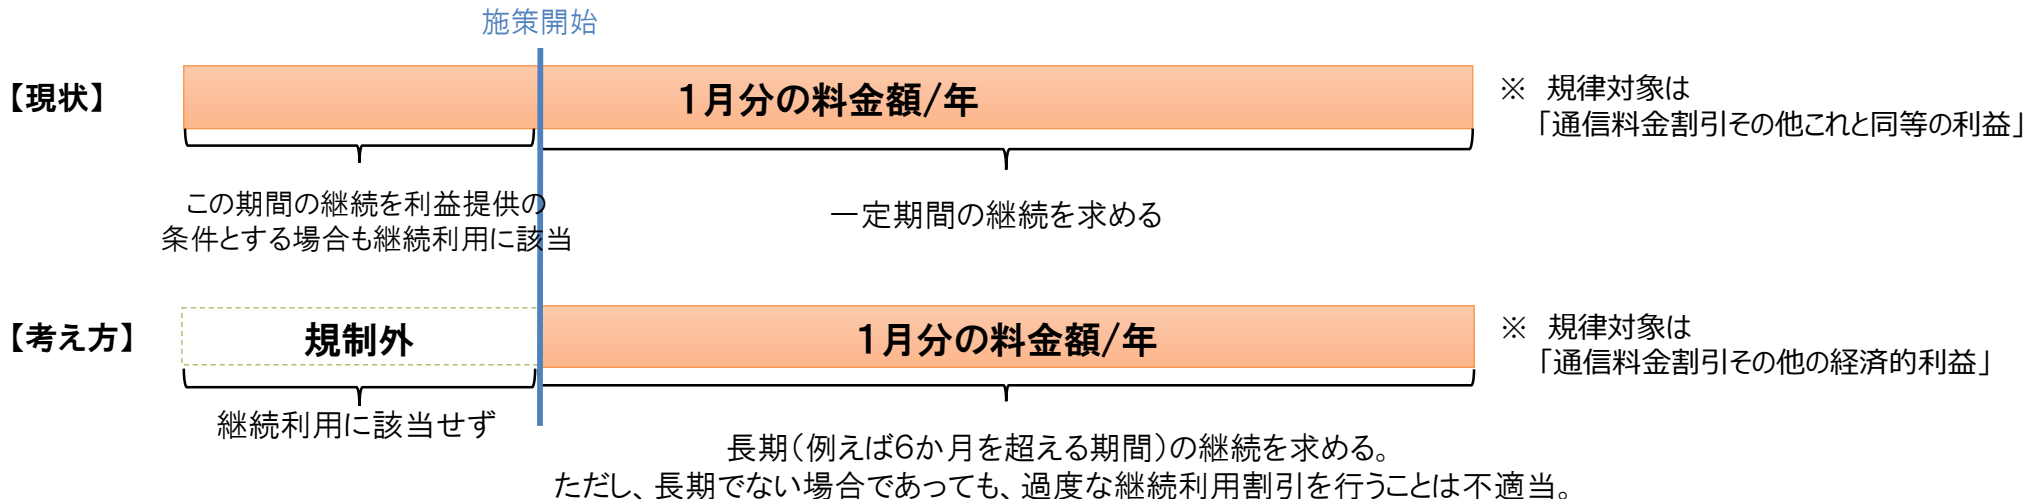 施策開始
【現状】
1月分の料金額/年
※ 規律対象は
「通信料金割引その他これと同等の利益」
この期間の継続を利益提供の
条件とする場合も継続利用に該当
一定期間の継続を求める
【考え方】
規制外
1月分の料金額/年
※ 規律対象は
「通信料金割引その他の経済的利益」
継続利用に該当せず
長期（例えば6か月を超える期間）の継続を求める。
ただし、長期でない場合であっても、過度な継続利用割引を行うことは不適当。